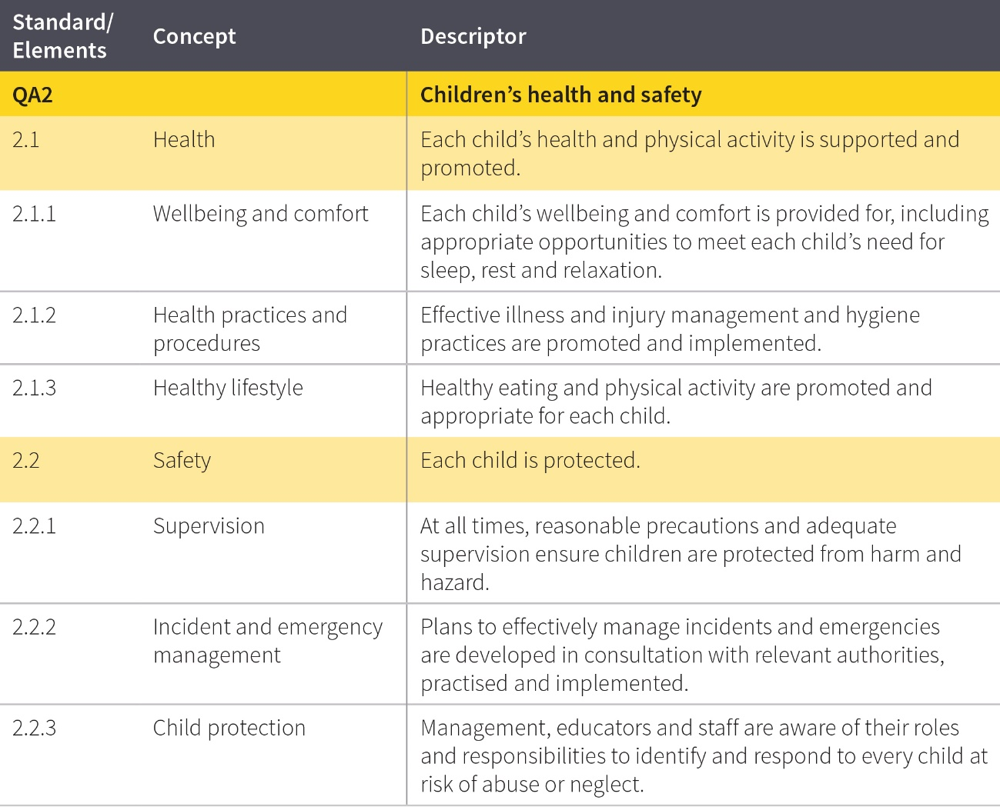 Standard/
Elements
Concept
Descriptor
QA2
Children’s health and safety
2.1
Health
Each child’s health and physical activity is supported and
promoted.
2.1.1
Wellbeing and comfort
Each child’s wellbeing and comfort is provided for, including
appropriate opportunities to meet each child’s need for
sleep, rest and relaxation.
2.1.2
Health practices and
procedures
Effective illness and injury management and hygiene
practices are promoted and implemented.
2.1.3
Healthy lifestyle
Healthy eating and physical activity are promoted and
appropriate for each child.
2.2
Safety
Each child is protected.
2.2.1
Supervision
At all times, reasonable precautions and adequate
supervision ensure children are protected from harm and
hazard.
2.2.2
Incident and emergency
management
Plans to effectively manage incidents and emergencies
are developed in consultation with relevant authorities,
practised and implemented.
2.2.3
Child protection
Management, educators and staff are aware of their roles
and responsibilities to identify and respond to every child at
risk of abuse or neglect.